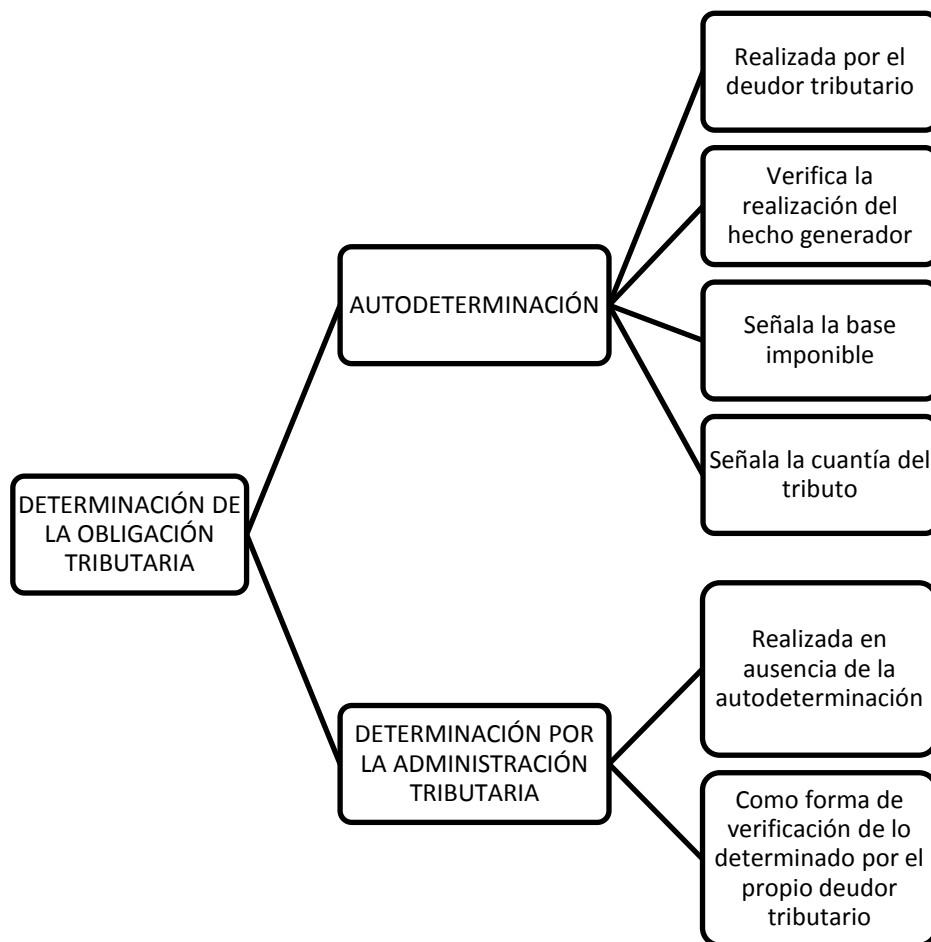 DETERMINACIÓN DE
LA OBLIGACIÓN
TRIBUTARIA
AUTODETERMINACIÓN
Realizada por el
deudor tributario
Verifica la
realización del
hecho generador
Señala la base
imponible
Señala la cuantía del
tributo
DETERMINACIÓN POR
LA ADMINISTRACIÓN
TRIBUTARIA
Realizada en
ausencia de la
autodeterminación
Como forma de
verificación de lo
determinado por el
propio deudor
tributario